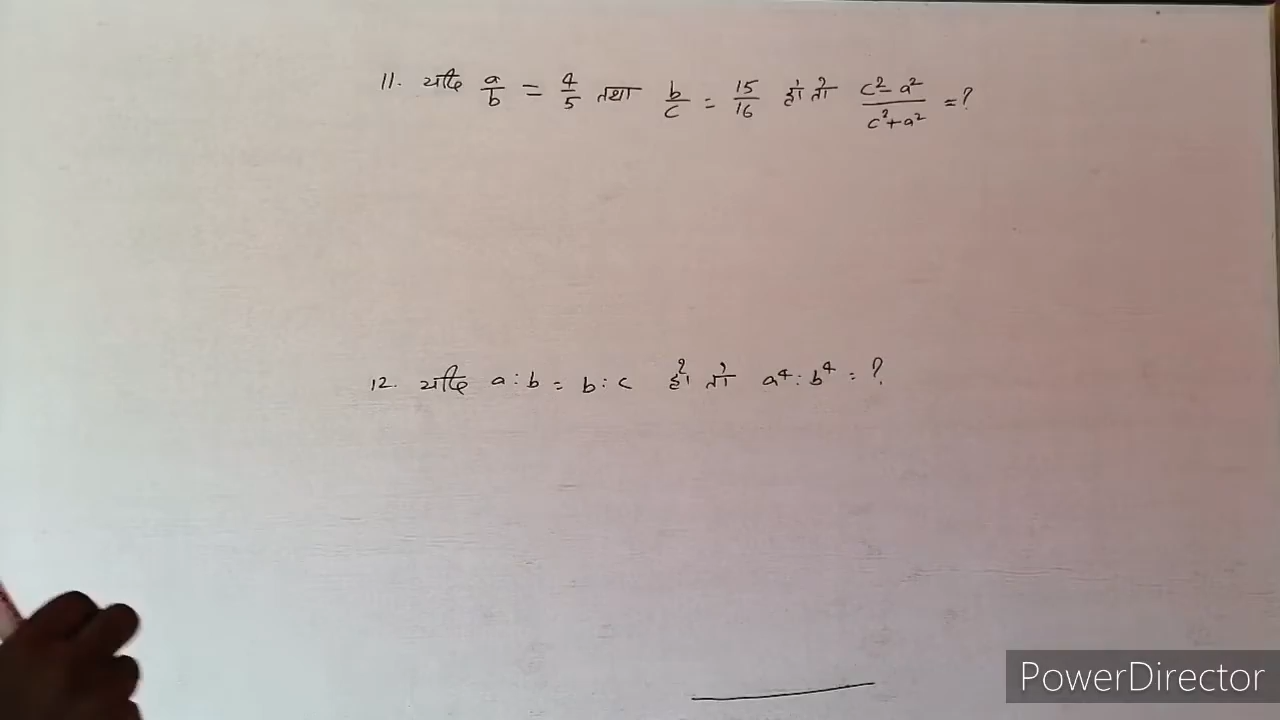 11. यदि a/b = 4/5 तथा b/c = 15/16 हो तो c²-a²/c²+a² = ?
12. यदि a:b = b:c हो तो a⁴:b⁴ = ?
PowerDirector